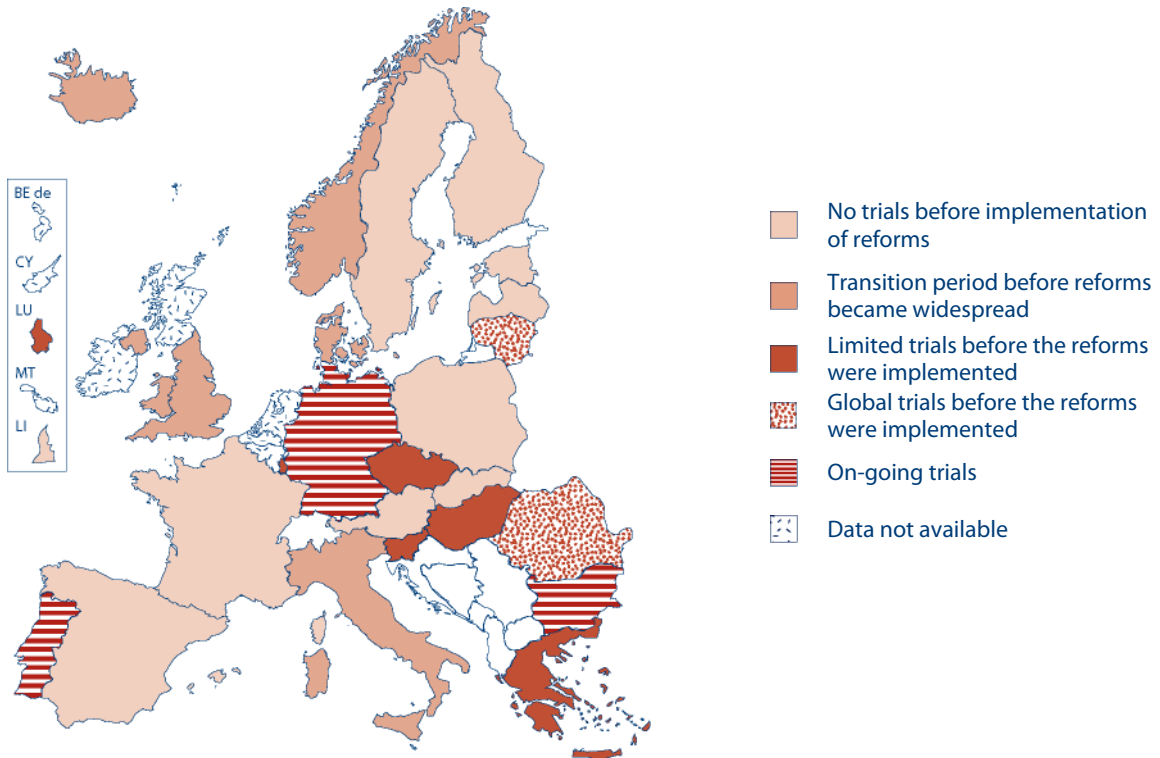 BE de
CY
LU
MT
LI
No trials before implementation
of reforms
Transition period before reforms
became widespread
Limited trials before the reforms
were implemented
Global trials before the reforms
were implemented
On-going trials
Data not available